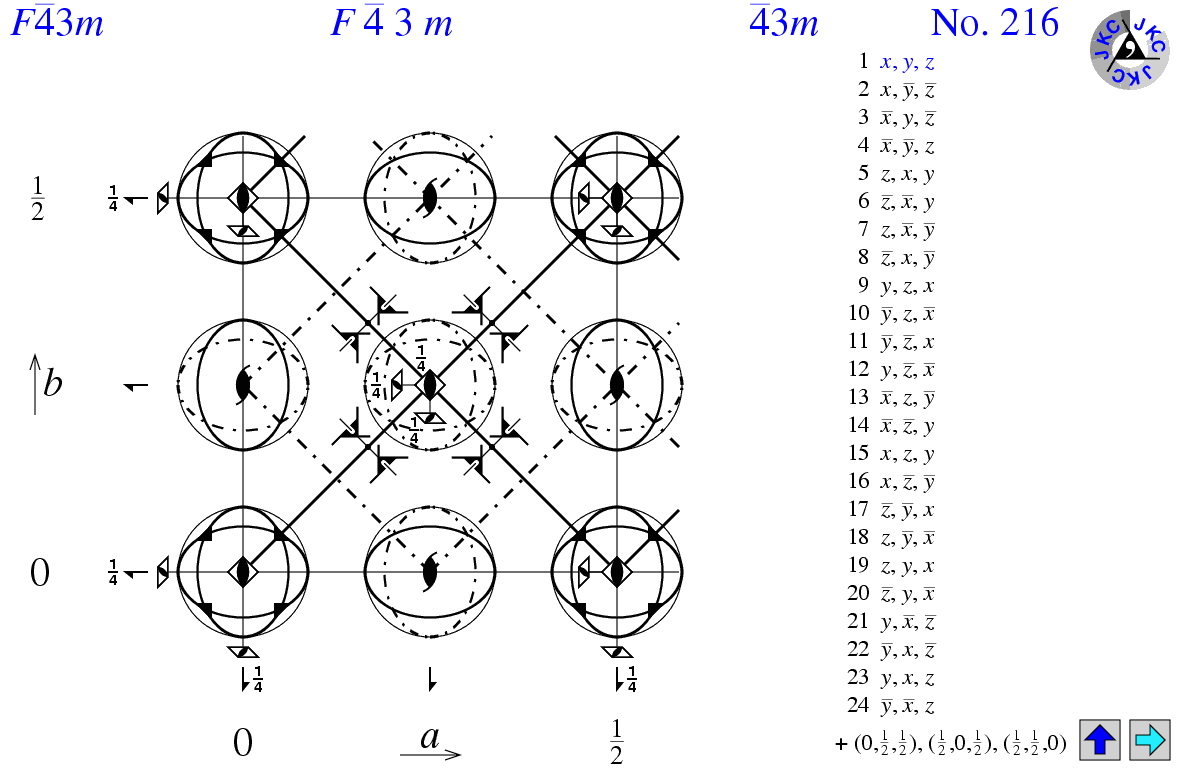 F4̅3m F 4̅ 3 m 4̅3m No. 216
JKC JKC JKC
1 x, y, z
2 x, y̅, z̅
3 x̅, y, z̅
4 x̅, y̅, z
5 z, x, y
6 z̅, x̅, y
7 z, x̅, y̅
8 z̅, x, y̅
9 y, z, x
10 y̅, z, x̅
11 y̅, z̅, x
12 y, z̅, x̅
13 x̅, z, y̅
14 x̅, z̅, y
15 x, z, y
16 x, z̅, y̅
17 z̅, y̅, x
18 z, y̅, x̅
19 z, y, x
20 z̅, y, x̅
21 y, x̅, z̅
22 y̅, x, z̅
23 y, x, z
24 y̅, x̅, z
+ (0,1/2,1/2), (1/2,0,1/2), (1/2,1/2,0)
1/2 1/4
1/4
b 1/4
1/4
0 1/4
1/4 1/4
0 a 1/2